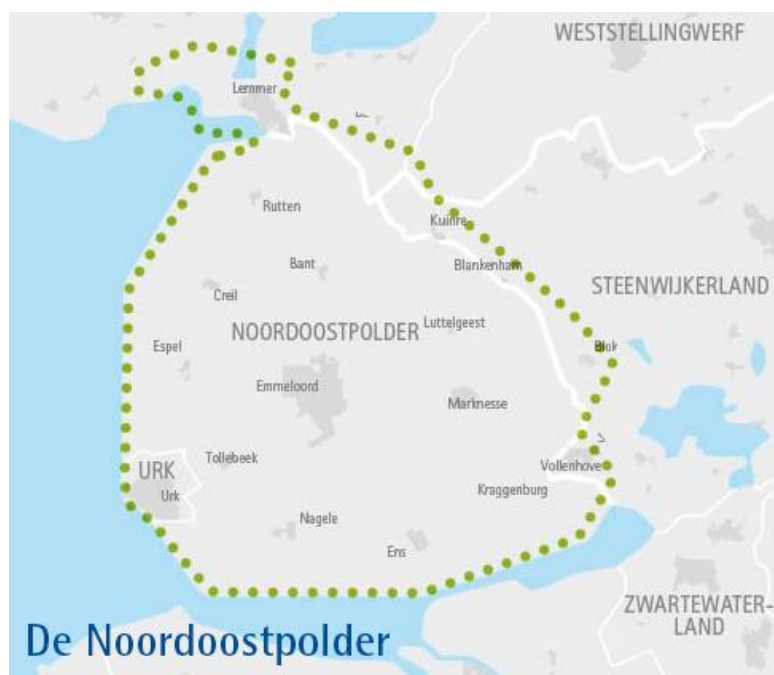 WESTSTELLINGWERF
Lemmer
Rutten
Kuinre
Bant
Blankenham
Creil
STEENWIJKERLAND
Luttelgeest
NOORDOOSTPOLDER
Espel
Blok
Emmeloord
Marknesse
Tollebeek
URK
Vollenhove
Urk
Kraggenburg
Nagele
Ens
ZWARTEWATER-
LAND
De Noordoostpolder